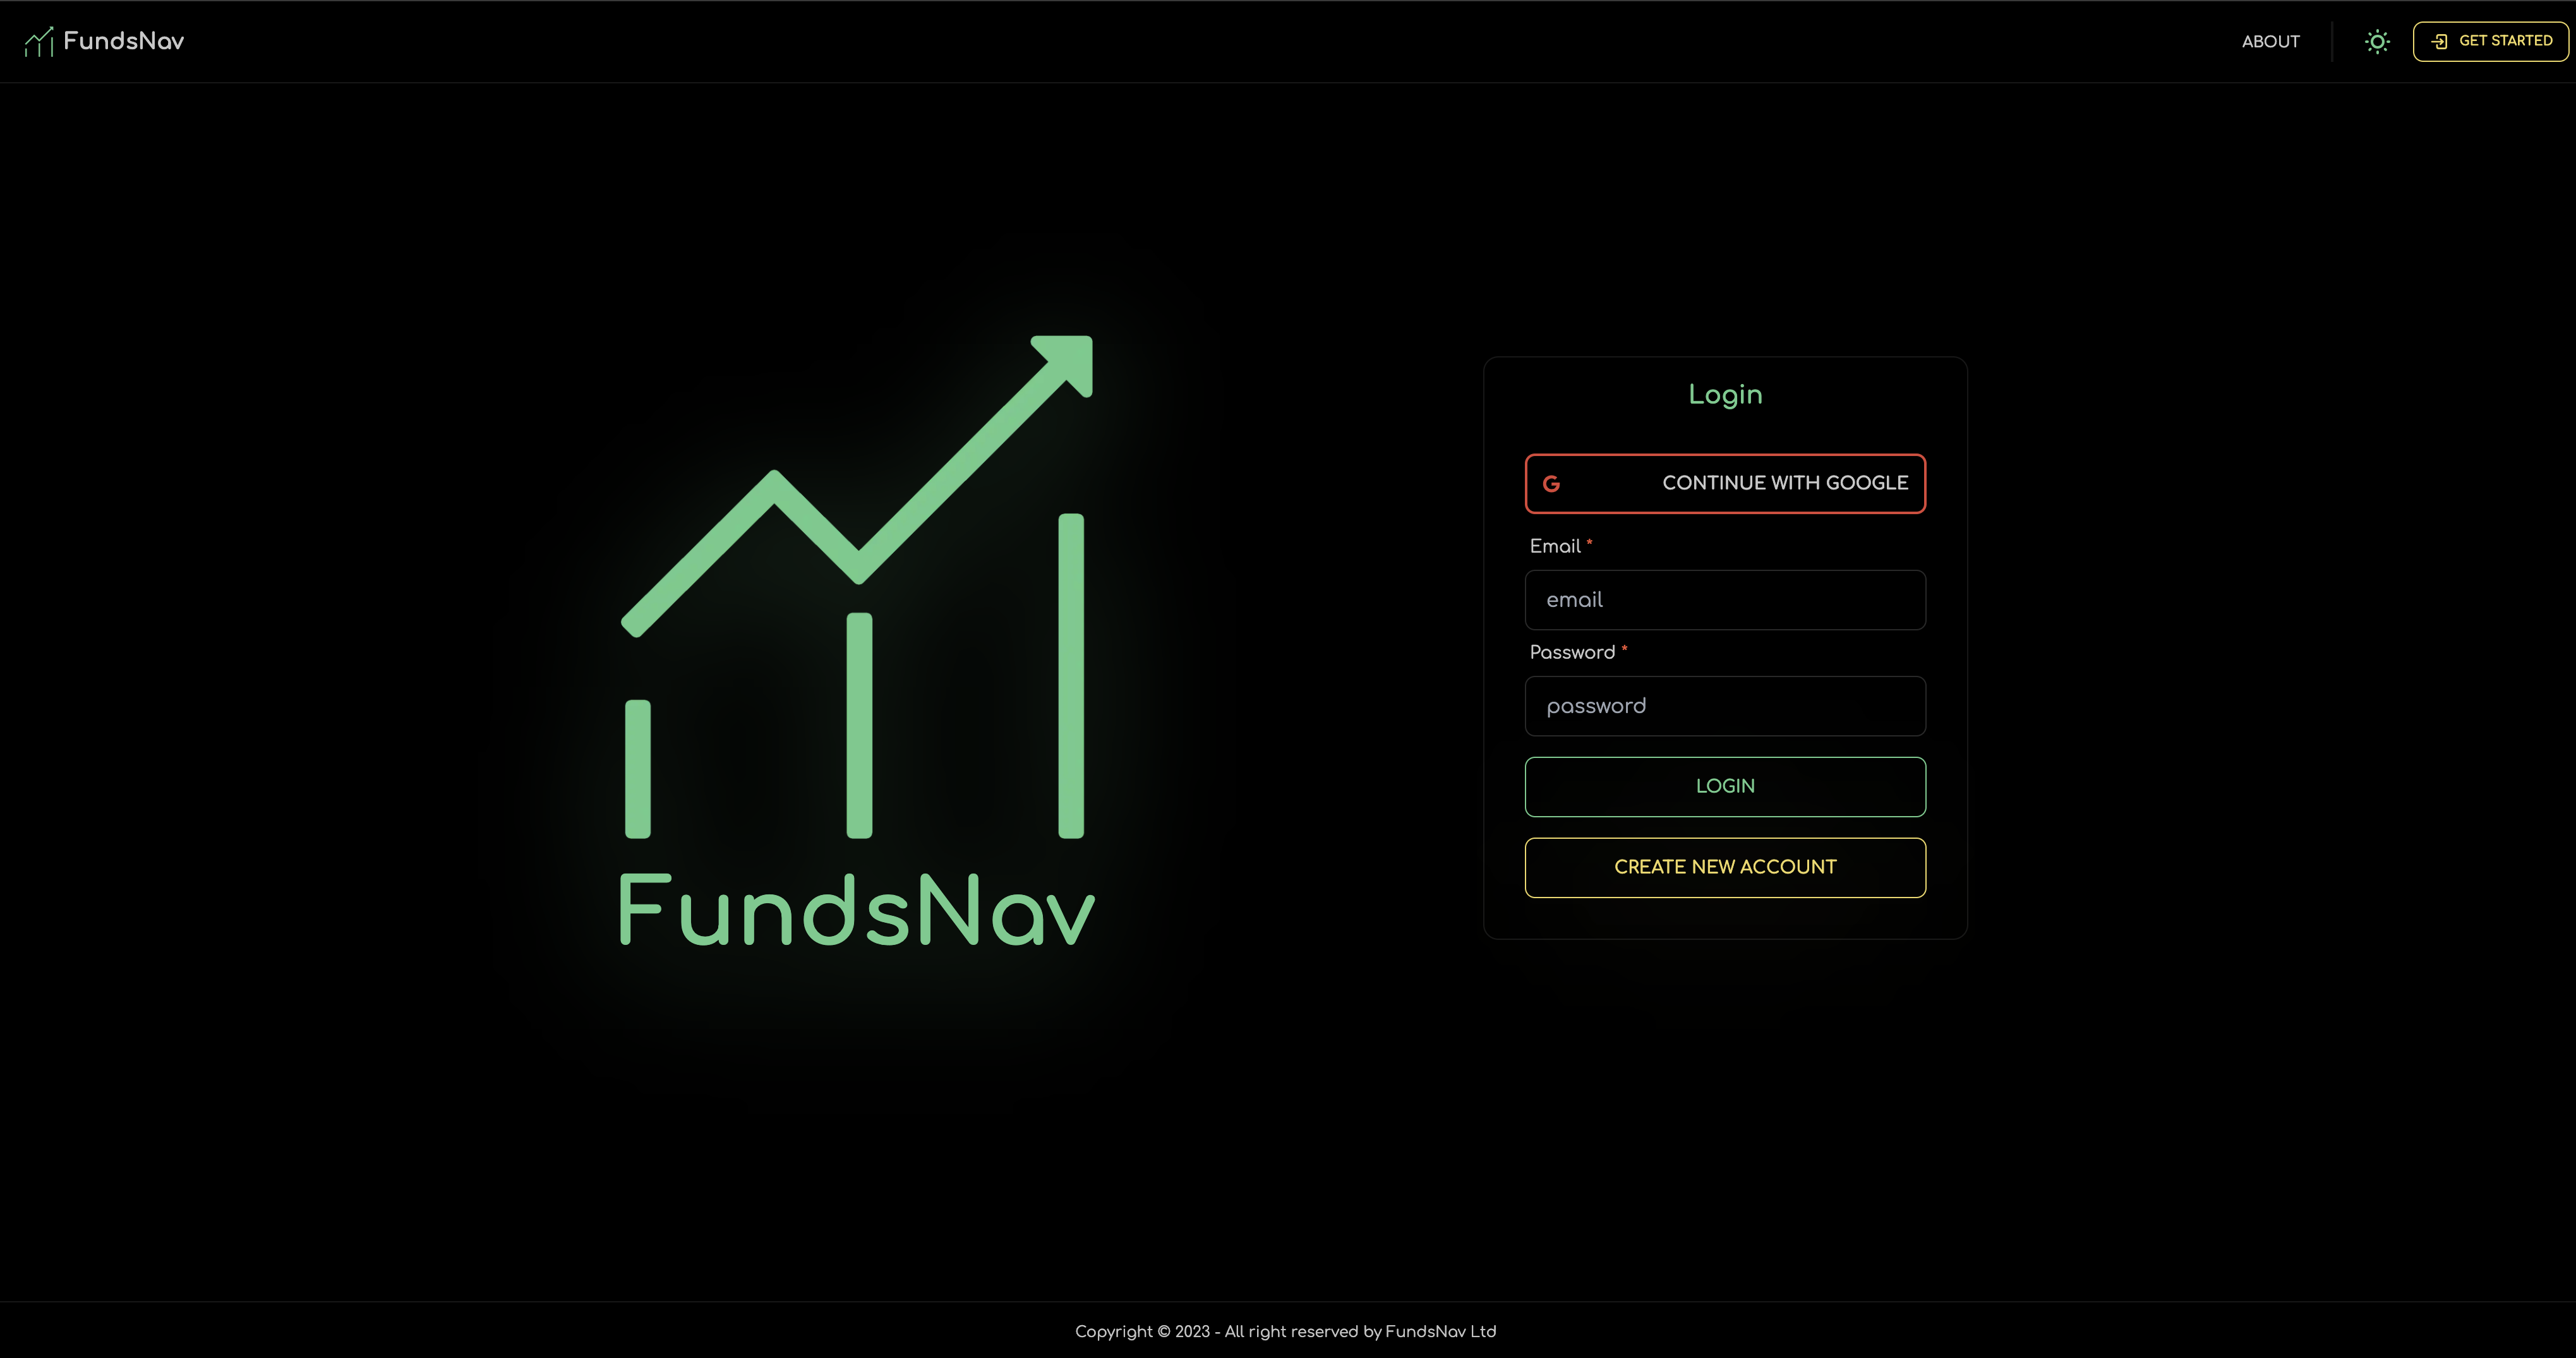 FundsNav
ABOUT
GET STARTED
FundsNav
Login
G CONTINUE WITH GOOGLE
Email *
email
Password *
password
LOGIN
CREATE NEW ACCOUNT
Copyright © 2023 - All right reserved by FundsNav Ltd